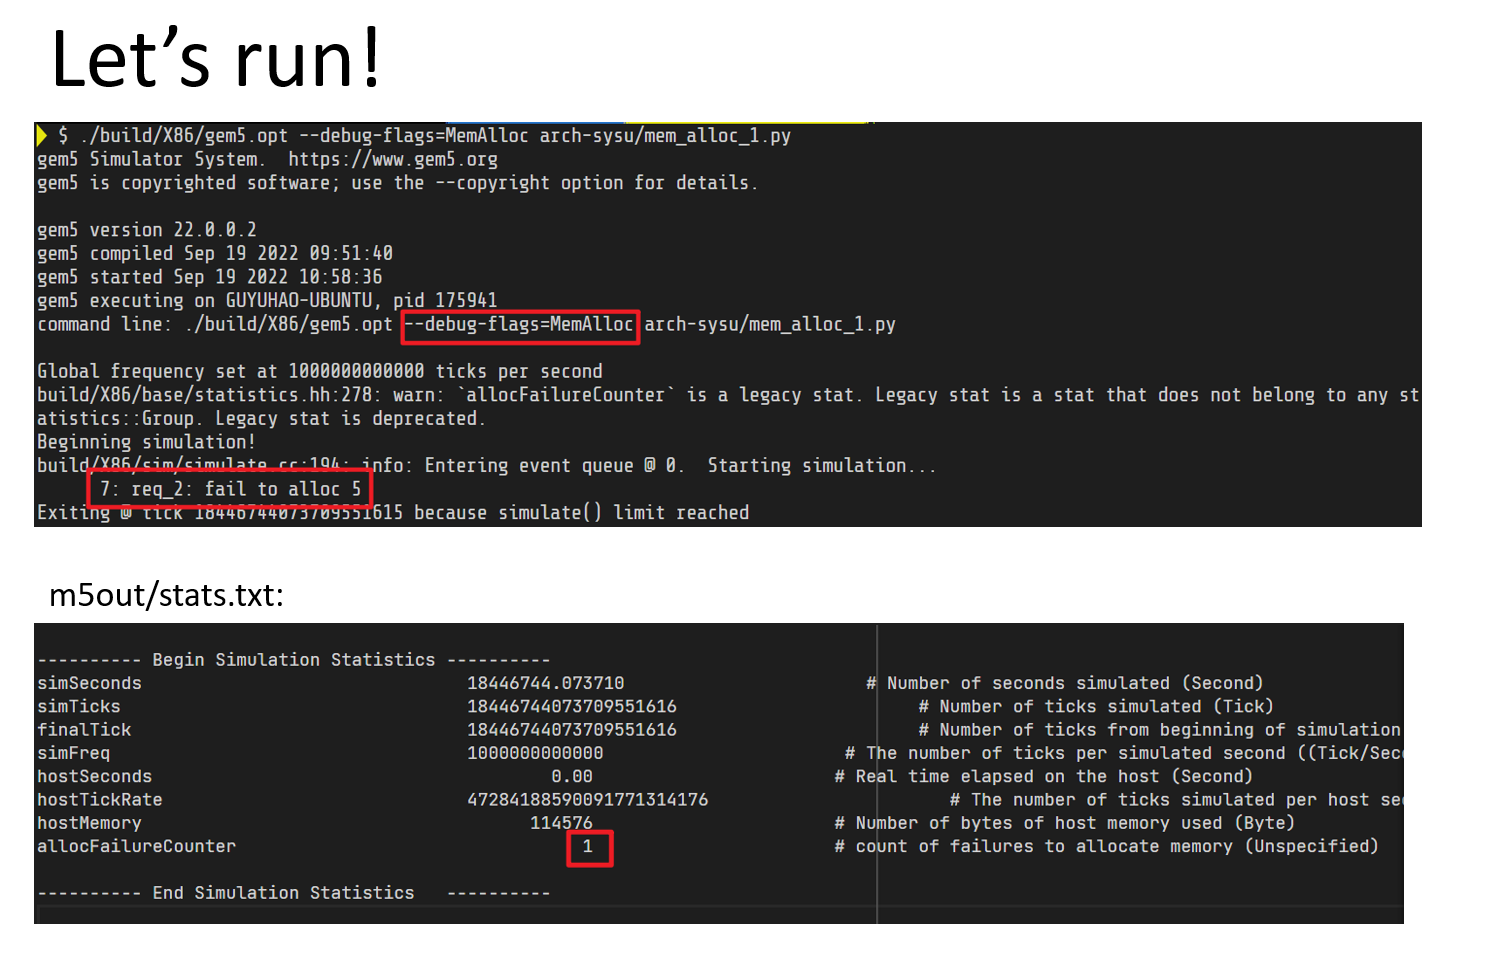 Let's run!
$ ./build/X86/gem5.opt --debug-flags=MemAlloc arch-sysu/mem_alloc_1.py
gem5 Simulator System.  https://www.gem5.org
gem5 is copyrighted software; use the --copyright option for details.
gem5 version 22.0.0.2
gem5 compiled Sep 19 2022 09:51:40
gem5 started Sep 19 2022 10:58:36
gem5 executing on GUYUHAO-UBUNTU, pid 175941
command line: ./build/X86/gem5.opt --debug-flags=MemAlloc arch-sysu/mem_alloc_1.py
Global frequency set at 1000000000000 ticks per second
build/X86/base/statistics.hh:278: warn: `allocFailureCounter` is a legacy stat. Legacy stat is a stat that does not belong to any st
atistics::Group. Legacy stat is deprecated.
Beginning simulation!
build/X86/sim/simulate.cc:194: info: Entering event queue @ 0.  Starting simulation...
7: req_2: fail to alloc 5
Exiting @ tick 18446744073709551615 because simulate() limit reached
m5out/stats.txt:
---------- Begin Simulation Statistics ----------
simSeconds 18446744.073710 # Number of seconds simulated (Second)
simTicks 18446744073709551616 # Number of ticks simulated (Tick)
finalTick 18446744073709551616 # Number of ticks from beginning of simulation
simFreq 1000000000000 # The number of ticks per simulated second ((Tick/Sec
hostSeconds 0.00 # Real time elapsed on the host (Second)
hostTickRate 47284188590091771314176 # The number of ticks simulated per host se
hostMemory 114576 # Number of bytes of host memory used (Byte)
allocFailureCounter 1 # count of failures to allocate memory (Unspecified)
---------- End Simulation Statistics   ----------